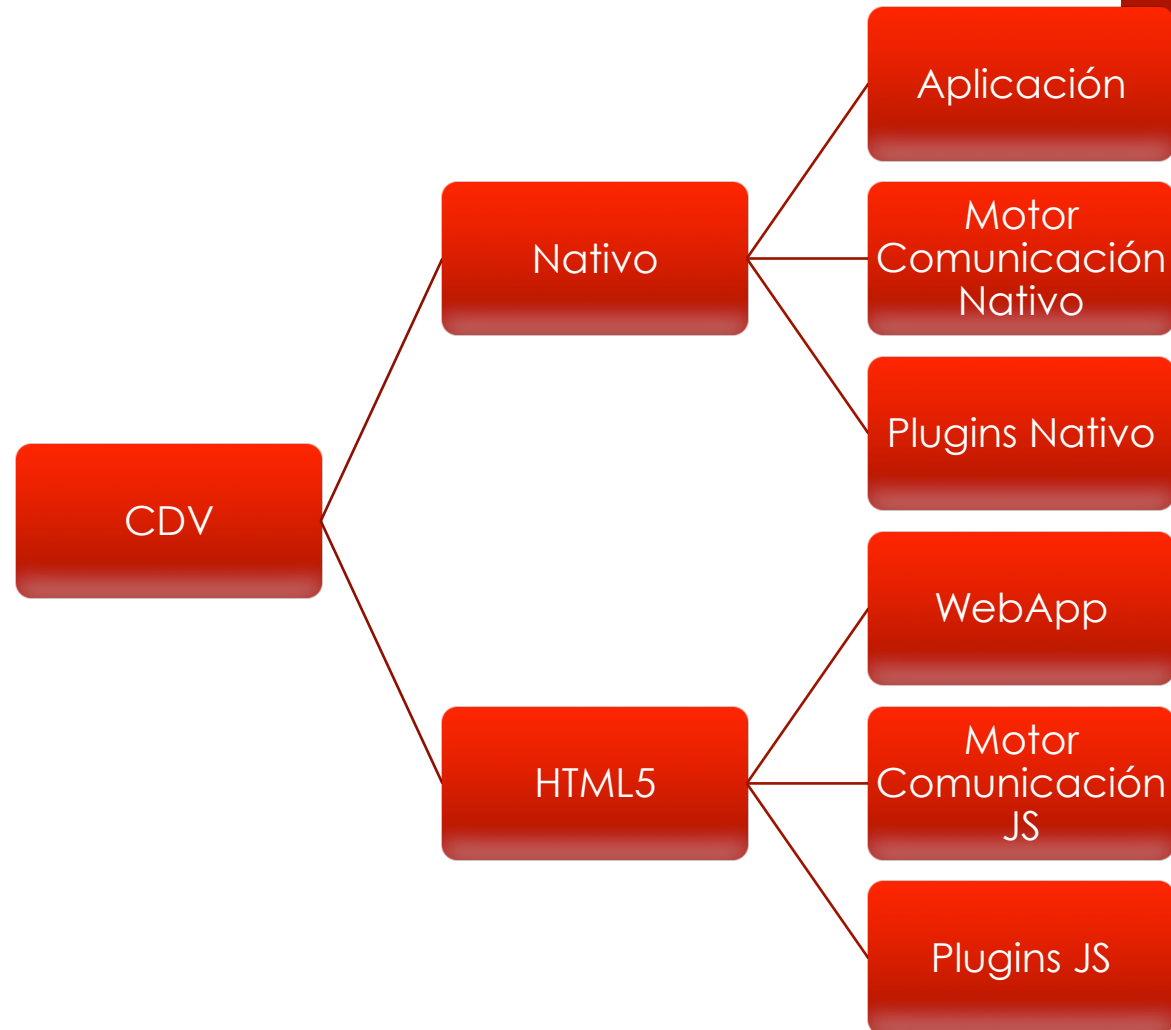 Aplicación
Motor
Comunicación
Nativo
Nativo
Plugins Nativo
CDV
WebApp
HTML5
Motor
Comunicación
JS
Plugins JS